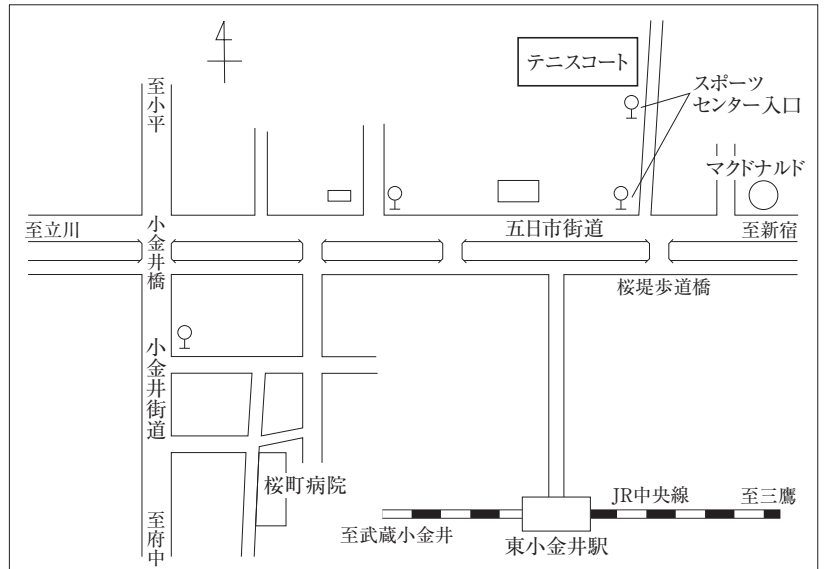 テニスコート
スポーツ
センター入口
至小平
マクドナルド
至立川
小金井橋
五日市街道
至新宿
桜堤歩道橋
小金井街道
桜町病院
JR中央線
至三鷹
至武蔵小金井
東小金井駅
至府中